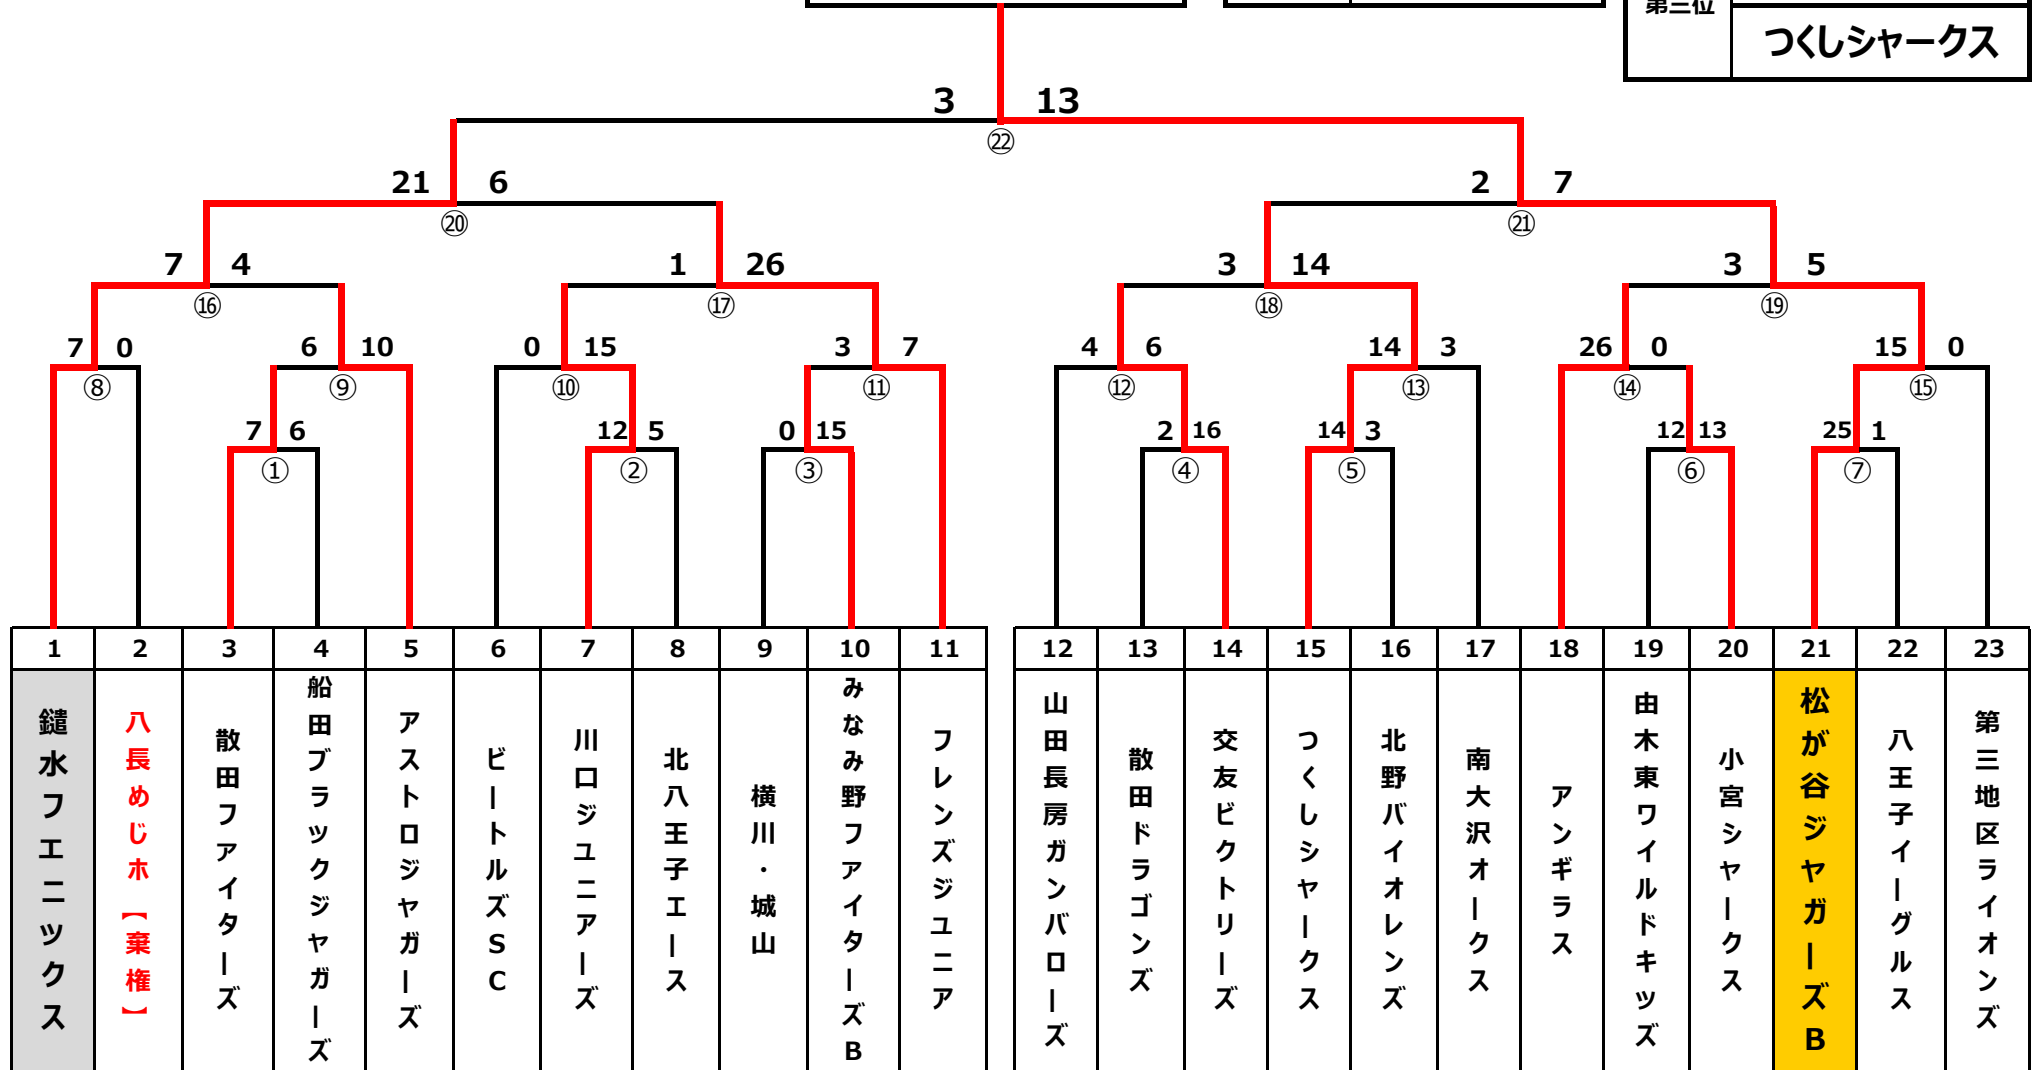 第三位
つくしシャークス
3 13
㉒
21 6
2 7
⑳
㉑
7 4
1 26
3 14
3 5
⑯
⑰
⑱
⑲
7 0
6 10
0 15
3 7
4 6
14 3
26 0
15 0
⑧
⑨
⑩
⑪
⑫
⑬
⑭
⑮
7 6
12 5
0 15
2 16
14 3
12 13
25 1
①
②
③
④
⑤
⑥
⑦
1 2 3 4 5 6 7 8 9 10 11 12 13 14 15 16 17 18 19 20 21 22 23
鑓水フエニックス
八長めじホ【棄権】
散田ファイターズ
船田ブラックジャガーズ
アストロジャガーズ
ビートルズSC
川口ジュニアーズ
北八王子エース
横川・城山
みなみ野ファイターズB
フレンズジュニア
山田長房ガンバローズ
散田ドラゴンズ
交友ビクトリーズ
つくしシャークス
北野バイオレンズ
南大沢オークス
アンギラス
由木東ワイルドキッズ
小宮シャークス
松が谷ジャガーズB
八王子イーグルス
第三地区ライオンズ